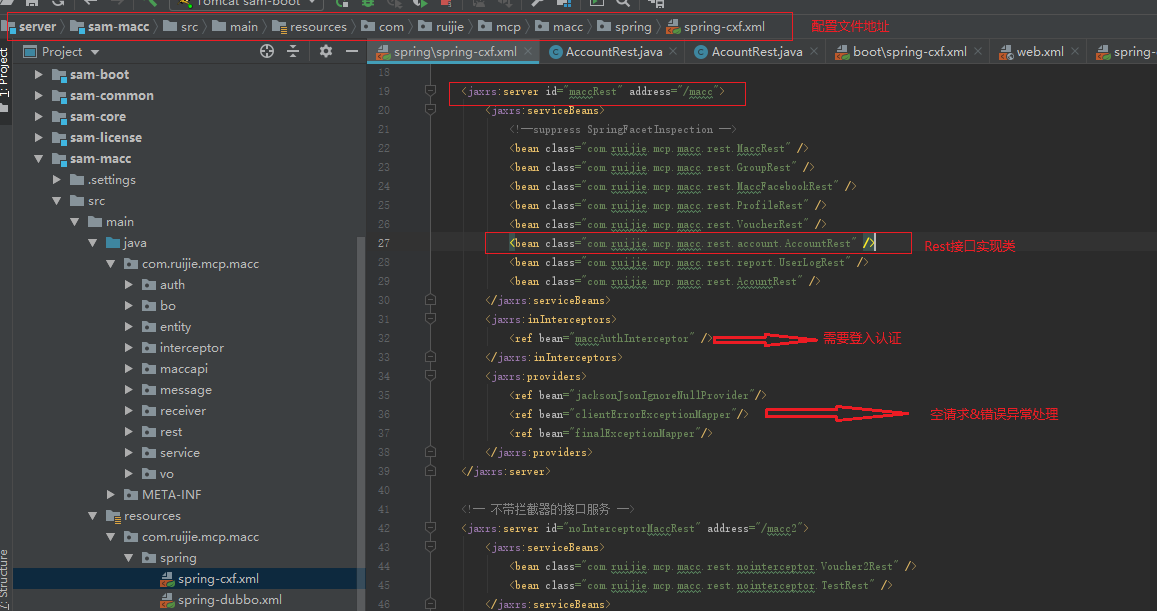 Tomcat sam-boot
server sam-macc src main resources com ruijie mcp macc spring spring-cxf.xml 配置文件地址
Project spring\spring-cxf.xml AccountRest.java AcountRest.java boot\spring-cxf.xml web.xml spring-
1: Project
sam-boot
sam-common
sam-core
sam-license
sam-macc
.settings
src
main
java
com.ruijie.mcp.macc
auth
bo
entity
interceptor
maccapi
message
receiver
rest
service
vo
META-INF
resources
com.ruijie.mcp.macc
spring
spring-cxf.xml
spring-dubbo.xml
7: Structure
18
19 <jaxrs:server id="maccRest" address="/macc">
20 <jaxrs:serviceBeans>
21 <!--suppress SpringFacetInspection -->
22 <bean class="com.ruijie.mcp.macc.rest.MaccRest" />
23 <bean class="com.ruijie.mcp.macc.rest.GroupRest" />
24 <bean class="com.ruijie.mcp.macc.rest.MaccFacebookRest" />
25 <bean class="com.ruijie.mcp.macc.rest.ProfileRest" />
26 <bean class="com.ruijie.mcp.macc.rest.VoucherRest" />
27 <bean class="com.ruijie.mcp.macc.rest.account.AccountRest" /> Rest接口实现类
28 <bean class="com.ruijie.mcp.macc.rest.report.UserLogRest" />
29 <bean class="com.ruijie.mcp.macc.rest.AcountRest" />
30 </jaxrs:serviceBeans>
31 <jaxrs:inInterceptors>
32 <ref bean="maccAuthInterceptor" /> 需要登入认证
33 </jaxrs:inInterceptors>
34 <jaxrs:providers>
35 <ref bean="jacksonJsonIgnoreNullProvider"/>
36 <ref bean="clientErrorExceptionMapper"/> 空请求&错误异常处理
37 <ref bean="finalExceptionMapper"/>
38 </jaxrs:providers>
39 </jaxrs:server>
40
41 <!-- 不带拦截器的接口服务 -->
42 <jaxrs:server id="noInterceptorMaccRest" address="/macc2">
43 <jaxrs:serviceBeans>
44 <bean class="com.ruijie.mcp.macc.rest.nointerceptor.Voucher2Rest" />
45 <bean class="com.ruijie.mcp.macc.rest.nointerceptor.TestRest" />
46 </jaxrs:serviceBeans>